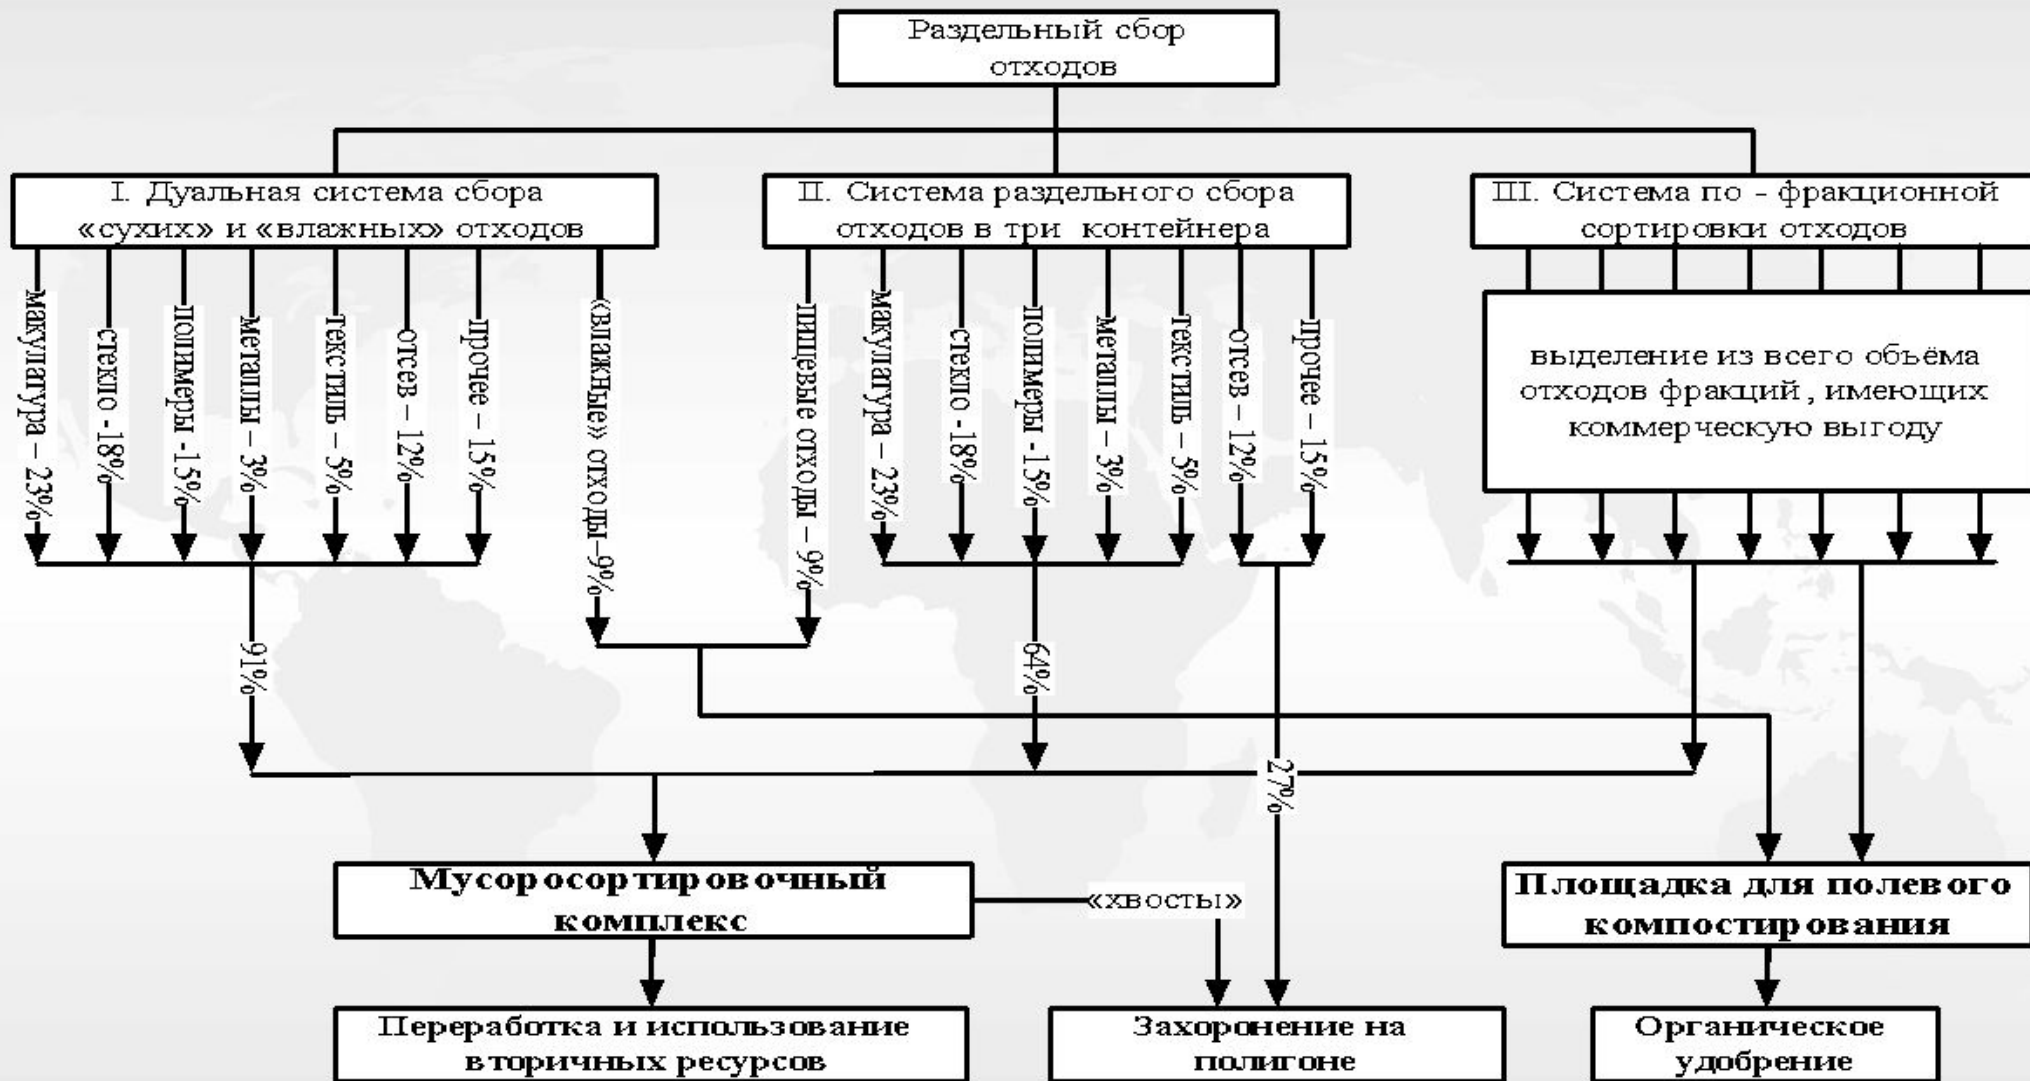 Раздельный сбор
отходов
I. Дуальная система сбора
«сухих» и «влажных» отходов
II. Система раздельного сбора
отходов в три контейнера
III. Система по - фракционной
сортировки отходов
макулатура – 23%
стекло -18%
полимеры -15%
металлы – 3%
текстиль – 5%
отсев – 12%
прочее – 15%
«влажные» отходы–9%
пищевые отходы – 9%
макулатура – 23%
стекло -18%
полимеры -15%
металлы – 3%
текстиль – 5%
отсев – 12%
прочее – 15%
выделение из всего объёма
отходов фракций, имеющих
коммерческую выгоду
91%
64%
27%
Мусоросортировочный
комплекс
«хвосты»
Площадка для полевого
компостирования
Переработка и использование
вторичных ресурсов
Захоронение на
полигоне
Органическое
удобрение